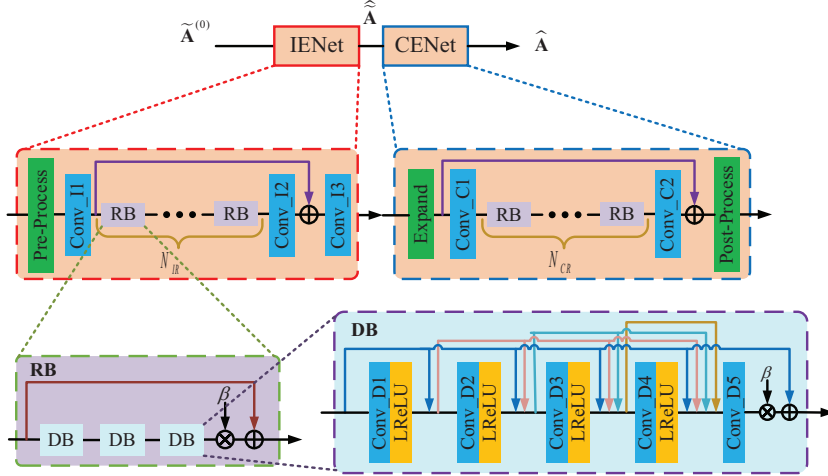 Ã^(0)
IENet
Ã̂
CENet
Â
Pre-Process
Conv_I1
RB
RB
Conv_I2
Conv_I3
N_IR
Expand
Conv_C1
RB
RB
Conv_C2
Post-Process
N_CR
RB
DB
DB
DB
β
DB
Conv_D1
LReLU
Conv_D2
LReLU
Conv_D3
LReLU
Conv_D4
LReLU
Conv_D5
β